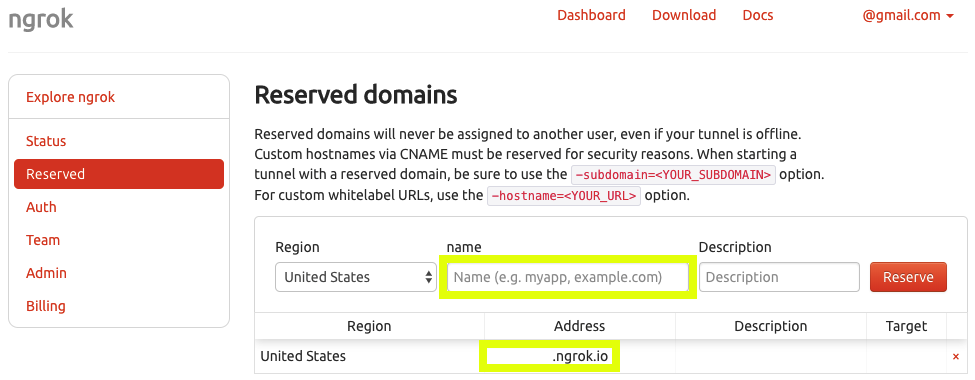 ngrok
Dashboard Download Docs @gmail.com
Explore ngrok
Status
Reserved
Auth
Team
Admin
Billing
Reserved domains
Reserved domains will never be assigned to another user, even if your tunnel is offline.
Custom hostnames via CNAME must be reserved for security reasons. When starting a
tunnel with a reserved domain, be sure to use the -subdomain=<YOUR_SUBDOMAIN> option.
For custom whitelabel URLs, use the -hostname=<YOUR_URL> option.
Region name Description
United States Name (e.g. myapp, example.com) Description Reserve
Region Address Description Target
United States .ngrok.io ×